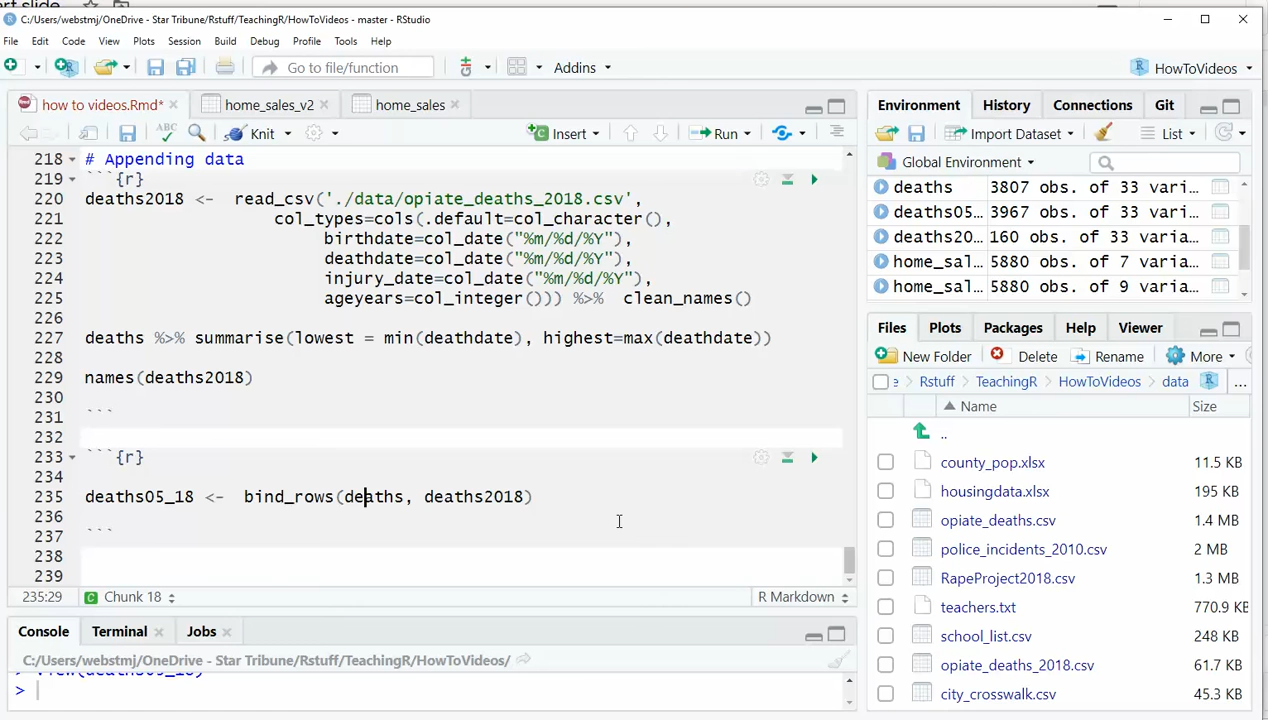 C:/Users/webstmj/OneDrive - Star Tribune/Rstuff/TeachingR/HowToVideos - master - RStudio
File Edit Code View Plots Session Build Debug Profile Tools Help
Go to file/function Addins HowToVideos
how to videos.Rmd* home_sales_v2 home_sales
Knit Insert Run
218 # Appending data
219 ```{r}
220 deaths2018 <- read_csv('./data/opiate_deaths_2018.csv',
221 col_types=cols(.default=col_character(),
222 birthdate=col_date("%m/%d/%Y"),
223 deathdate=col_date("%m/%d/%Y"),
224 injury_date=col_date("%m/%d/%Y"),
225 ageyears=col_integer())) %>% clean_names()
226
227 deaths %>% summarise(lowest = min(deathdate), highest=max(deathdate))
228
229 names(deaths2018)
230
231 ```
232
233 ```{r}
234
235 deaths05_18 <- bind_rows(deaths, deaths2018)
236
237 ```
238
239
235:29 Chunk 18 R Markdown
Console Terminal Jobs
C:/Users/webstmj/OneDrive - Star Tribune/Rstuff/TeachingR/HowToVideos/
> View(deaths05_18)
>
Environment History Connections Git
Import Dataset List
Global Environment
deaths 3807 obs. of 33 vari…
deaths05… 3967 obs. of 33 vari…
deaths20… 160 obs. of 33 varia…
home_sal… 5880 obs. of 7 vari…
home_sal… 5880 obs. of 9 vari…
Files Plots Packages Help Viewer
New Folder Delete Rename More
e Rstuff TeachingR HowToVideos data ...
Name Size
..
county_pop.xlsx 11.5 KB
housingdata.xlsx 195 KB
opiate_deaths.csv 1.4 MB
police_incidents_2010.csv 2 MB
RapeProject2018.csv 1.3 MB
teachers.txt 770.9 KB
school_list.csv 248 KB
opiate_deaths_2018.csv 61.7 KB
city_crosswalk.csv 45.3 KB